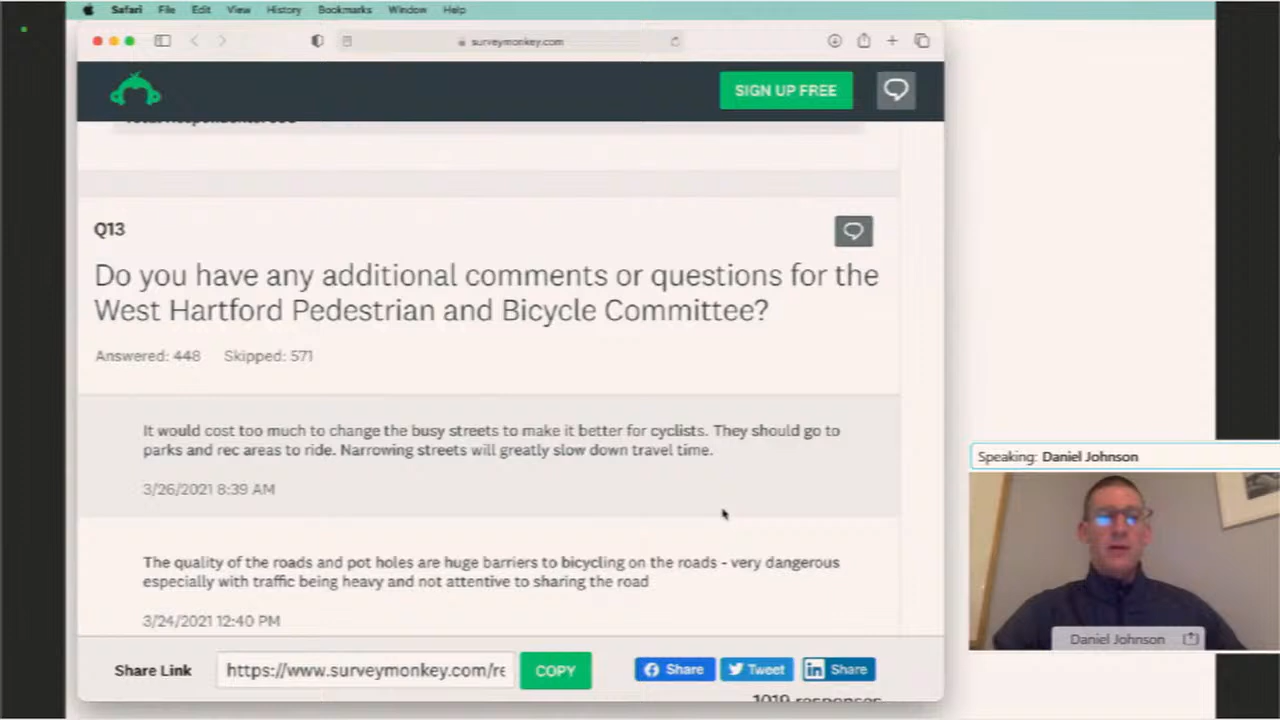 Safari File Edit View History Bookmarks Window Help
surveymonkey.com
SIGN UP FREE
Q13
Do you have any additional comments or questions for the
West Hartford Pedestrian and Bicycle Committee?
Answered: 448 Skipped: 571
It would cost too much to change the busy streets to make it better for cyclists. They should go to
parks and rec areas to ride. Narrowing streets will greatly slow down travel time.
3/26/2021 8:39 AM
The quality of the roads and pot holes are huge barriers to bicycling on the roads - very dangerous
especially with traffic being heavy and not attentive to sharing the road
3/24/2021 12:40 PM
Share Link https://www.surveymonkey.com/re COPY Share Tweet Share
1019 responses
Speaking: Daniel Johnson
Daniel Johnson